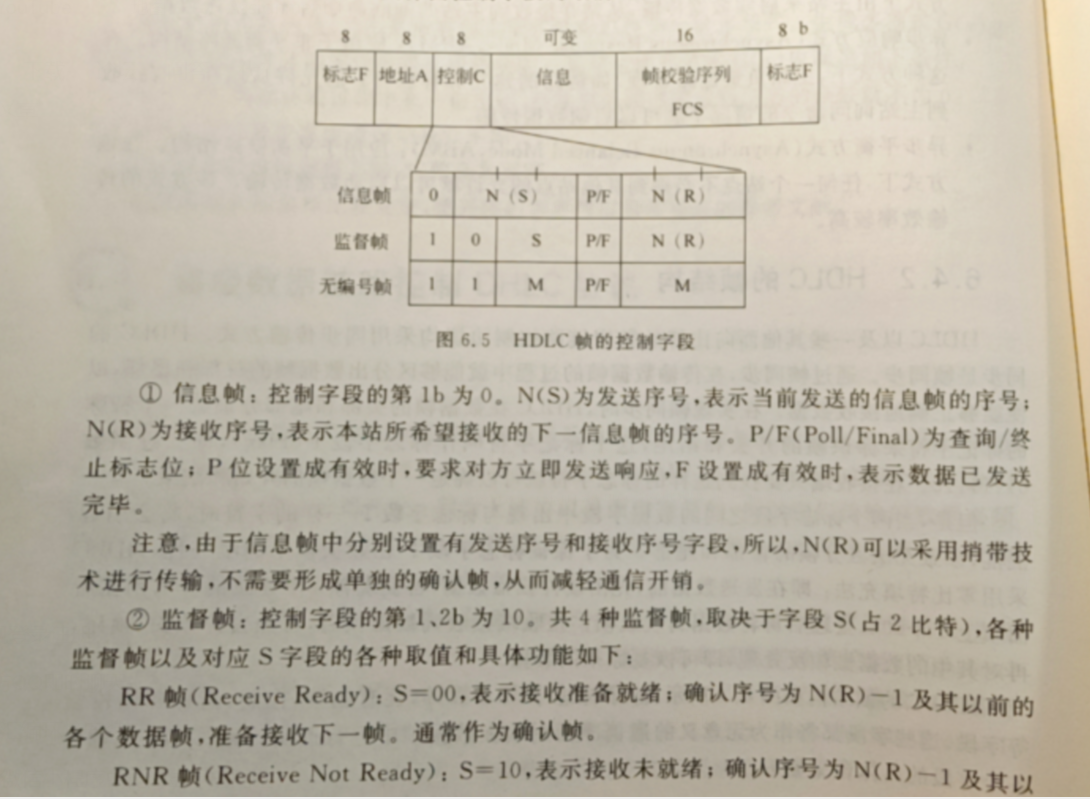 8 8 8 可变 16 8 b
标志F 地址A 控制C 信息 帧校验序列 标志F
FCS
信息帧 0 N (S) P/F N (R)
监督帧 1 0 S P/F N (R)
无编号帧 1 1 M P/F M
图 6.5 HDLC 帧的控制字段
① 信息帧：控制字段的第 1b 为 0。N(S)为发送序号,表示当前发送的信息帧的序号；
N(R)为接收序号,表示本站所希望接收的下一信息帧的序号。P/F(Poll/Final)为查询/终
止标志位；P 位设置成有效时,要求对方立即发送响应,F 设置成有效时,表示数据已发送
完毕。
注意,由于信息帧中分别设置有发送序号和接收序号字段,所以,N(R)可以采用捎带技
术进行传输,不需要形成单独的确认帧,从而减轻通信开销。
② 监督帧：控制字段的第 1、2b 为 10。共 4 种监督帧,取决于字段 S(占 2 比特),各种
监督帧以及对应 S 字段的各种取值和具体功能如下：
RR 帧(Receive Ready)：S=00,表示接收准备就绪；确认序号为 N(R)−1 及其以前的
各个数据帧,准备接收下一帧。通常作为确认帧。
RNR 帧(Receive Not Ready)：S=10,表示接收未就绪；确认序号为 N(R)−1 及其以